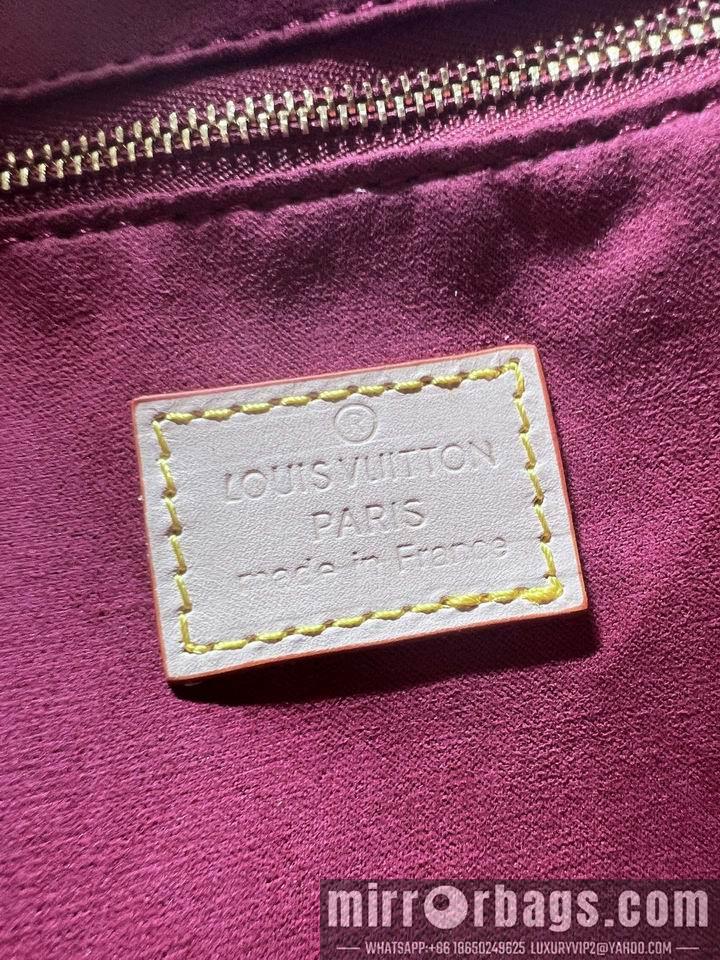 ®
LOUIS VUITTON
PARIS
made in France
mirrorbags.com
WHATSAPP:+86 18650249625 LUXURYVIP2@YAHOO.COM